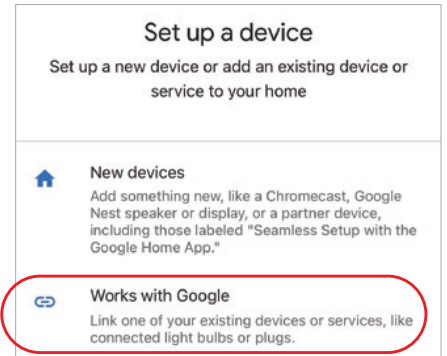 Set up a device
Set up a new device or add an existing device or
service to your home
New devices
Add something new, like a Chromecast, Google
Nest speaker or display, or a partner device,
including those labeled "Seamless Setup with the
Google Home App."
Works with Google
Link one of your existing devices or services, like
connected light bulbs or plugs.